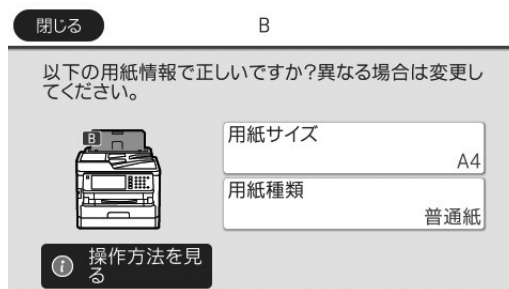 閉じる
B
以下の用紙情報で正しいですか?異なる場合は変更し
てください。
B
用紙サイズ
A4
用紙種類
普通紙
操作方法を見
る